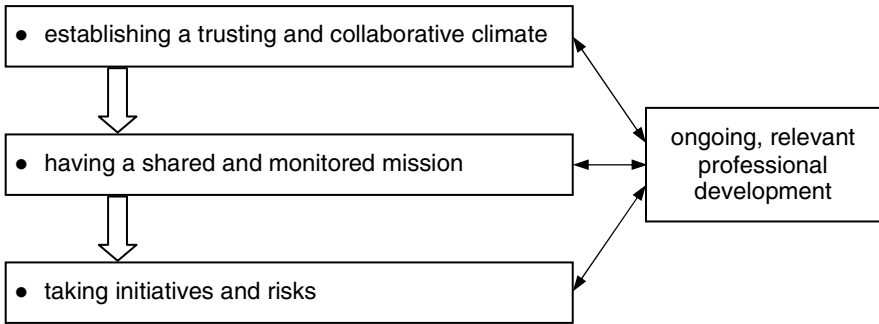 ● establishing a trusting and collaborative climate
● having a shared and monitored mission
● taking initiatives and risks
ongoing, relevant
professional
development